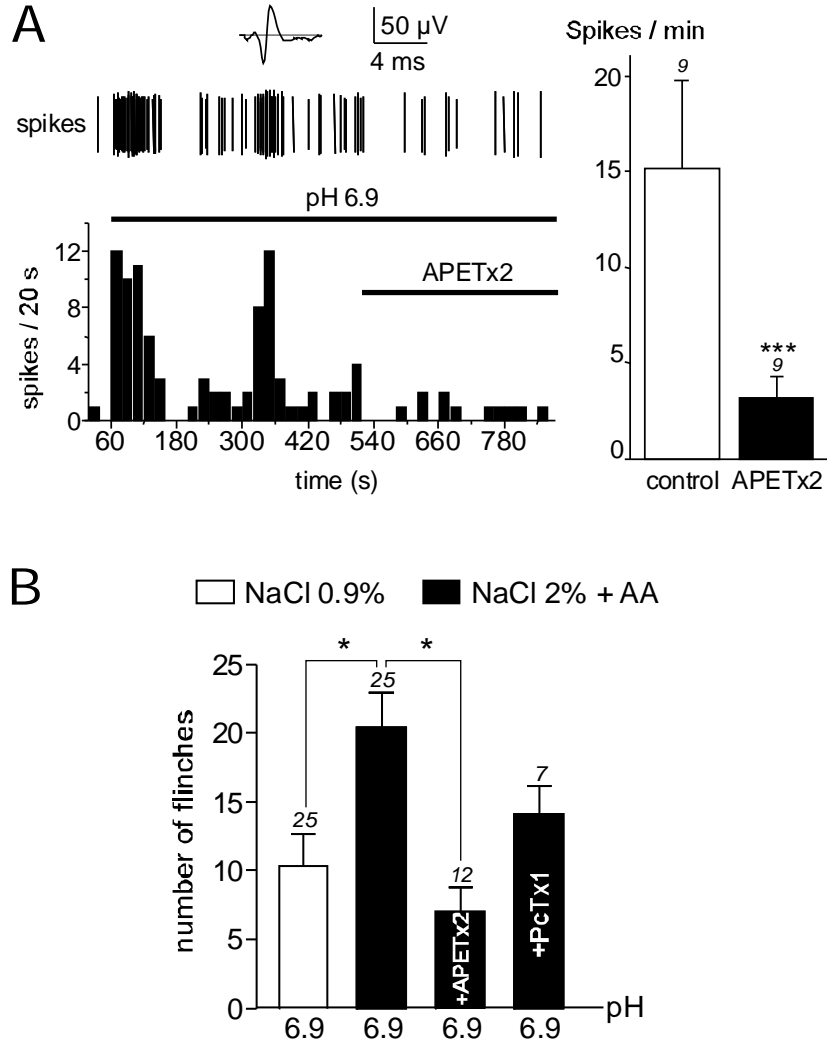 A
50 µV
4 ms
spikes
pH 6.9
APETx2
spikes / 20 s
12
8
4
0
60 180 300 420 540 660 780
time (s)
Spikes / min
20
15
10
5
0
9
***
9
control APETx2
B
NaCl 0.9% NaCl 2% + AA
number of flinches
25
20
15
10
5
0
* *
25
25
12
7
+APETx2
+PcTx1
6.9 6.9 6.9 6.9
pH